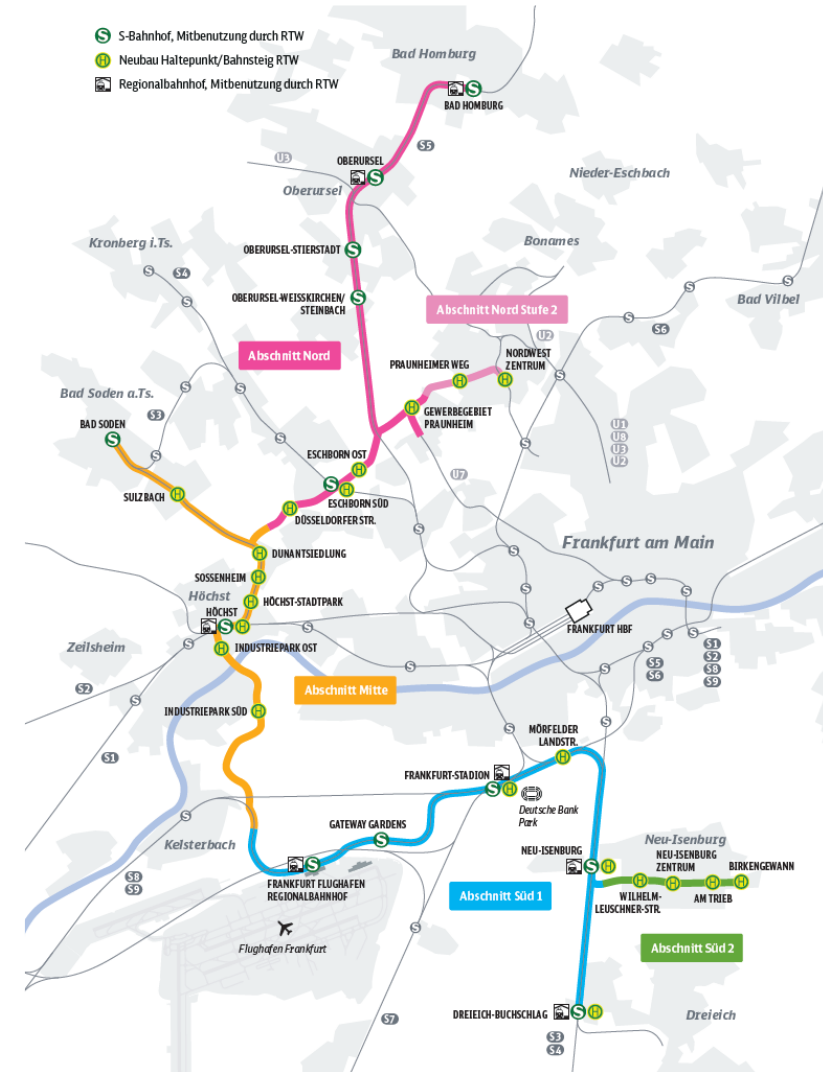 S-Bahnhof, Mitbenutzung durch RTW
Neubau Haltepunkt/Bahnsteig RTW
Regionalbahnhof, Mitbenutzung durch RTW
Bad Homburg
BAD HOMBURG
S5
U3
OBERURSEL
Oberursel
Nieder-Eschbach
Kronberg i.Ts.
S4
OBERURSEL-STIERSTADT
Bonames
OBERURSEL-WEISSKIRCHEN/
STEINBACH
Abschnitt Nord Stufe 2
Bad Vilbel
S6
U2
Abschnitt Nord
PRAUNHEIMER WEG
NORDWEST
ZENTRUM
Bad Soden a.Ts.
S3
BAD SODEN
GEWERBEGEBIET
PRAUNHEIM
U1
U8
U3
U2
ESCHBORN OST
U7
SULZBACH
ESCHBORN SÜD
DÜSSELDORFER STR.
DUNANTSIEDLUNG
Frankfurt am Main
SOSSENHEIM
Höchst
HÖCHST-STADTPARK
HÖCHST
FRANKFURT HBF
Zeilsheim
INDUSTRIEPARK OST
S1
S2
S8
S9
S5
S6
S2
Abschnitt Mitte
INDUSTRIEPARK SÜD
MÖRFELDER
LANDSTR.
S1
FRANKFURT-STADION
Deutsche Bank
Park
GATEWAY GARDENS
Kelsterbach
Neu-Isenburg
NEU-ISENBURG
NEU-ISENBURG
ZENTRUM
BIRKENGEWANN
S8
S9
FRANKFURT FLUGHAFEN
REGIONALBAHNHOF
Abschnitt Süd 1
WILHELM-
LEUSCHNER-STR.
AM TRIEB
Flughafen Frankfurt
Abschnitt Süd 2
S7
DREIEICH-BUCHSCHLAG
Dreieich
S3
S4